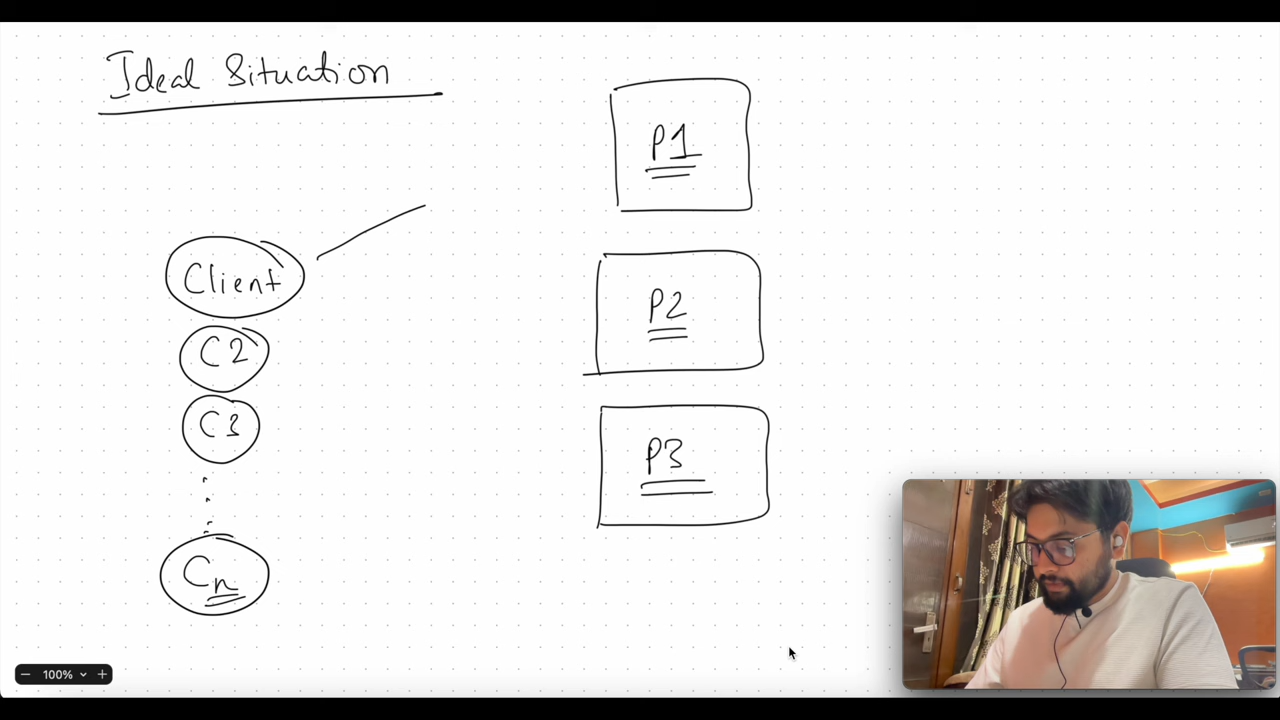 Ideal Situation
P1
Client
P2
C2
C3
P3
Cn
100%